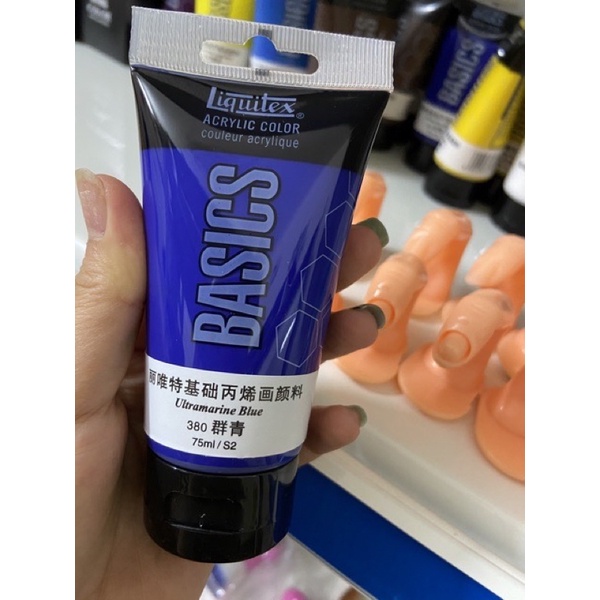 Liquitex®
ACRYLIC COLOR
couleur acrylique
BASICS
丽唯特基础丙烯画颜料
Ultramarine Blue
380 群青
75ml / S2
BASICS